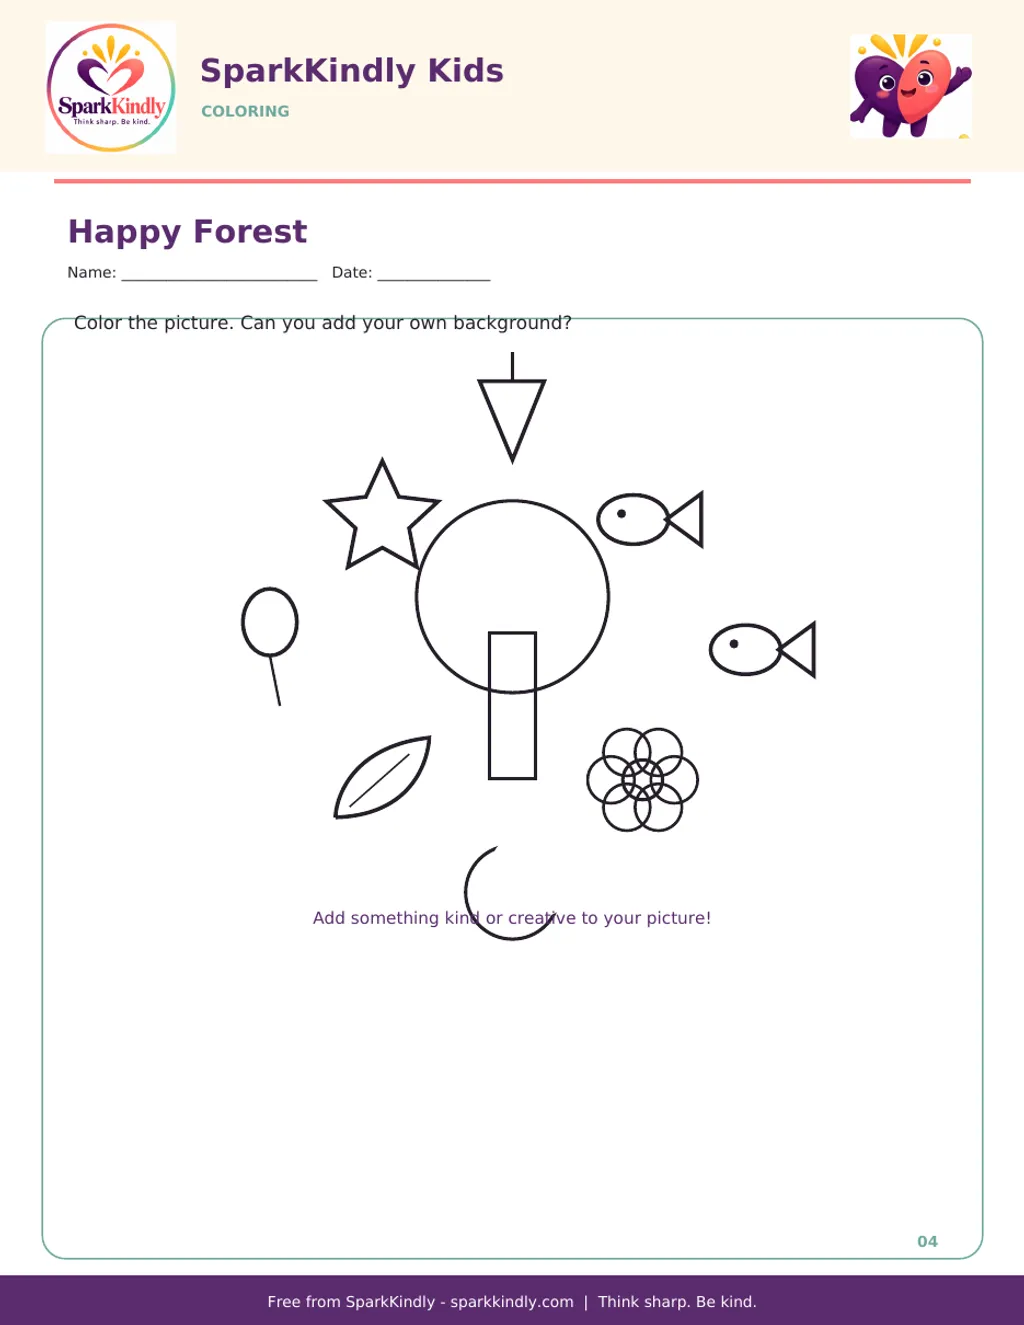 SparkKindly
Think sharp. Be kind.
SparkKindly Kids
COLORING
Happy Forest
Name: __________________________ Date: _______________
Color the picture. Can you add your own background?
Add something kind or creative to your picture!
04
Free from SparkKindly - sparkkindly.com | Think sharp. Be kind.